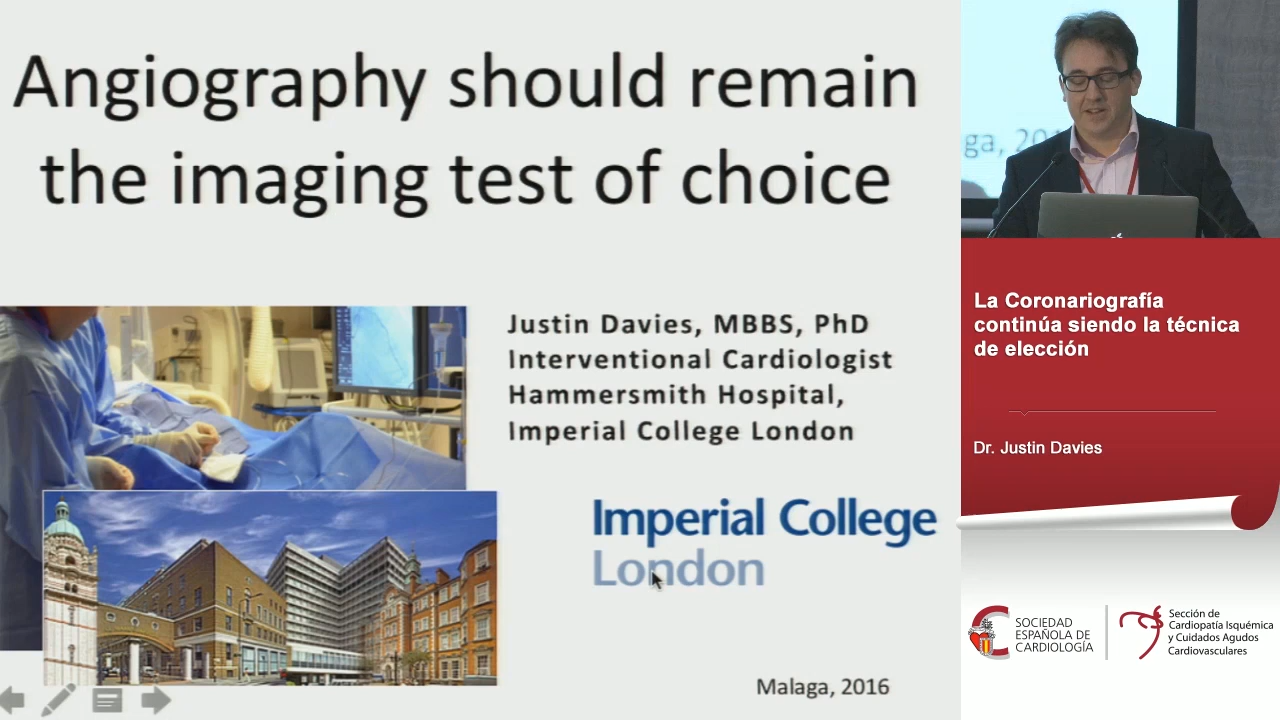 Angiography should remain
the imaging test of choice
Justin Davies, MBBS, PhD
Interventional Cardiologist
Hammersmith Hospital,
Imperial College London
Imperial College
London
Malaga, 2016
ga, 201
La Coronariografía
continúa siendo la técnica
de elección
Dr. Justin Davies
SOCIEDAD
ESPAÑOLA DE
CARDIOLOGÍA
Sección de
Cardiopatía Isquémica
y Cuidados Agudos
Cardiovasculares